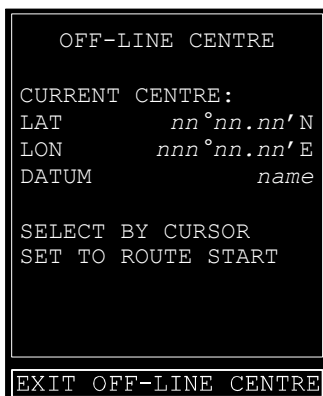 OFF-LINE CENTRE
CURRENT CENTRE:
LAT nn°nn.nn'N
LON nnn°nn.nn'E
DATUM name
SELECT BY CURSOR
SET TO ROUTE START
EXIT OFF-LINE CENTRE